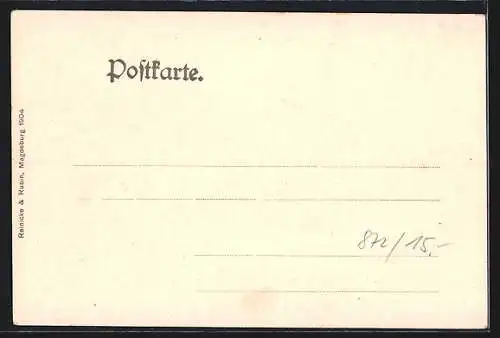 Postkarte.
Reinicke & Rubin, Magdeburg 1904
872/15.-